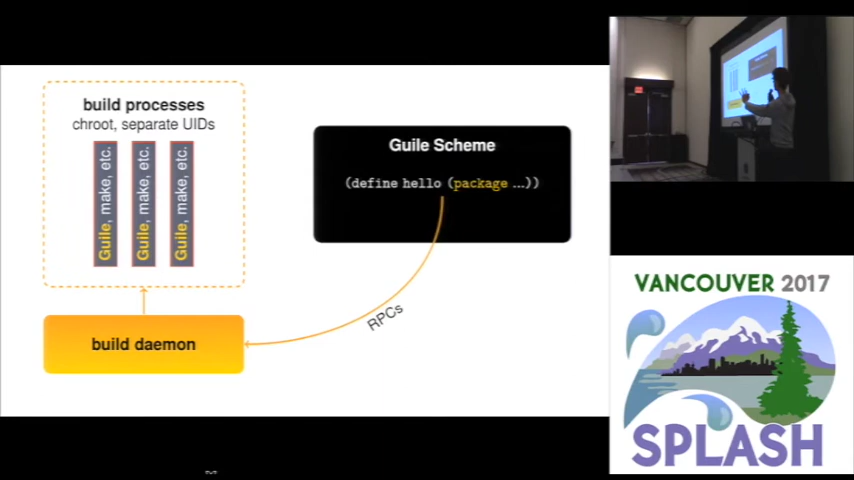 build processes
chroot, separate UIDs
Guile, make, etc.
Guile, make, etc.
Guile, make, etc.
build daemon
Guile Scheme
(define hello (package ...))
RPCs
VANCOUVER 2017
SPLASH